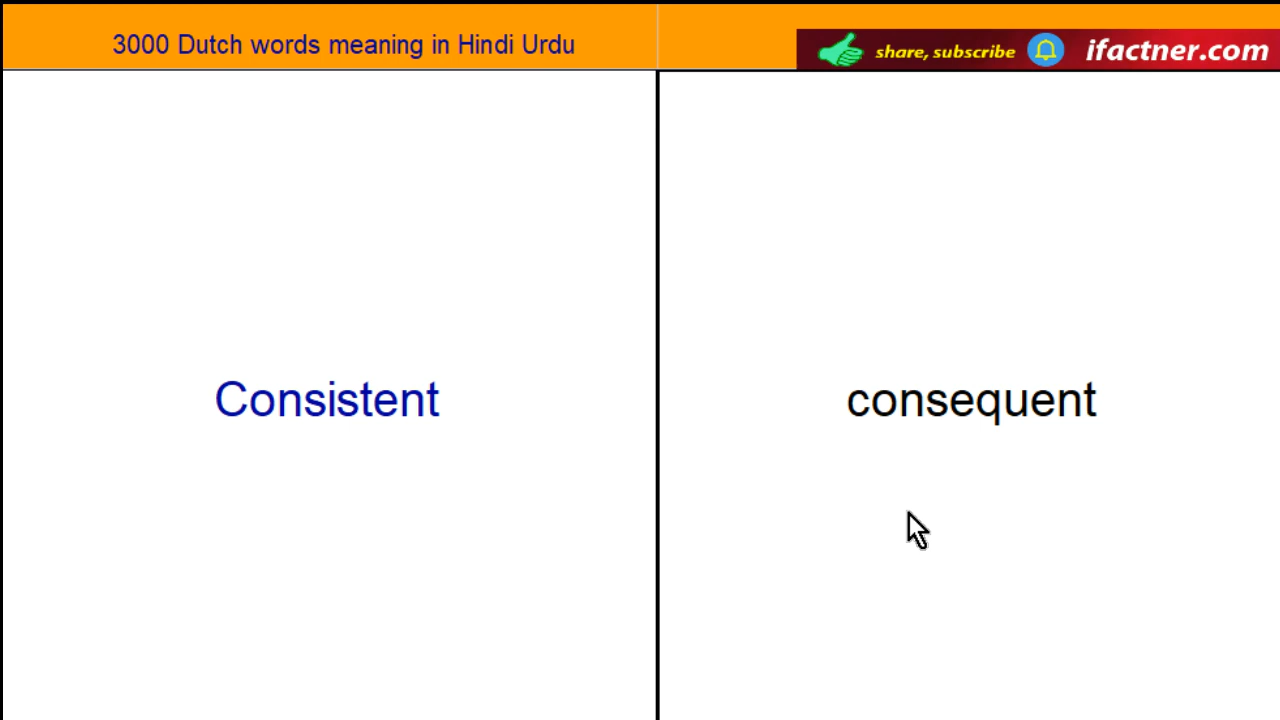 3000 Dutch words meaning in Hindi Urdu
share, subscribe
ifactner.com
Consistent
consequent